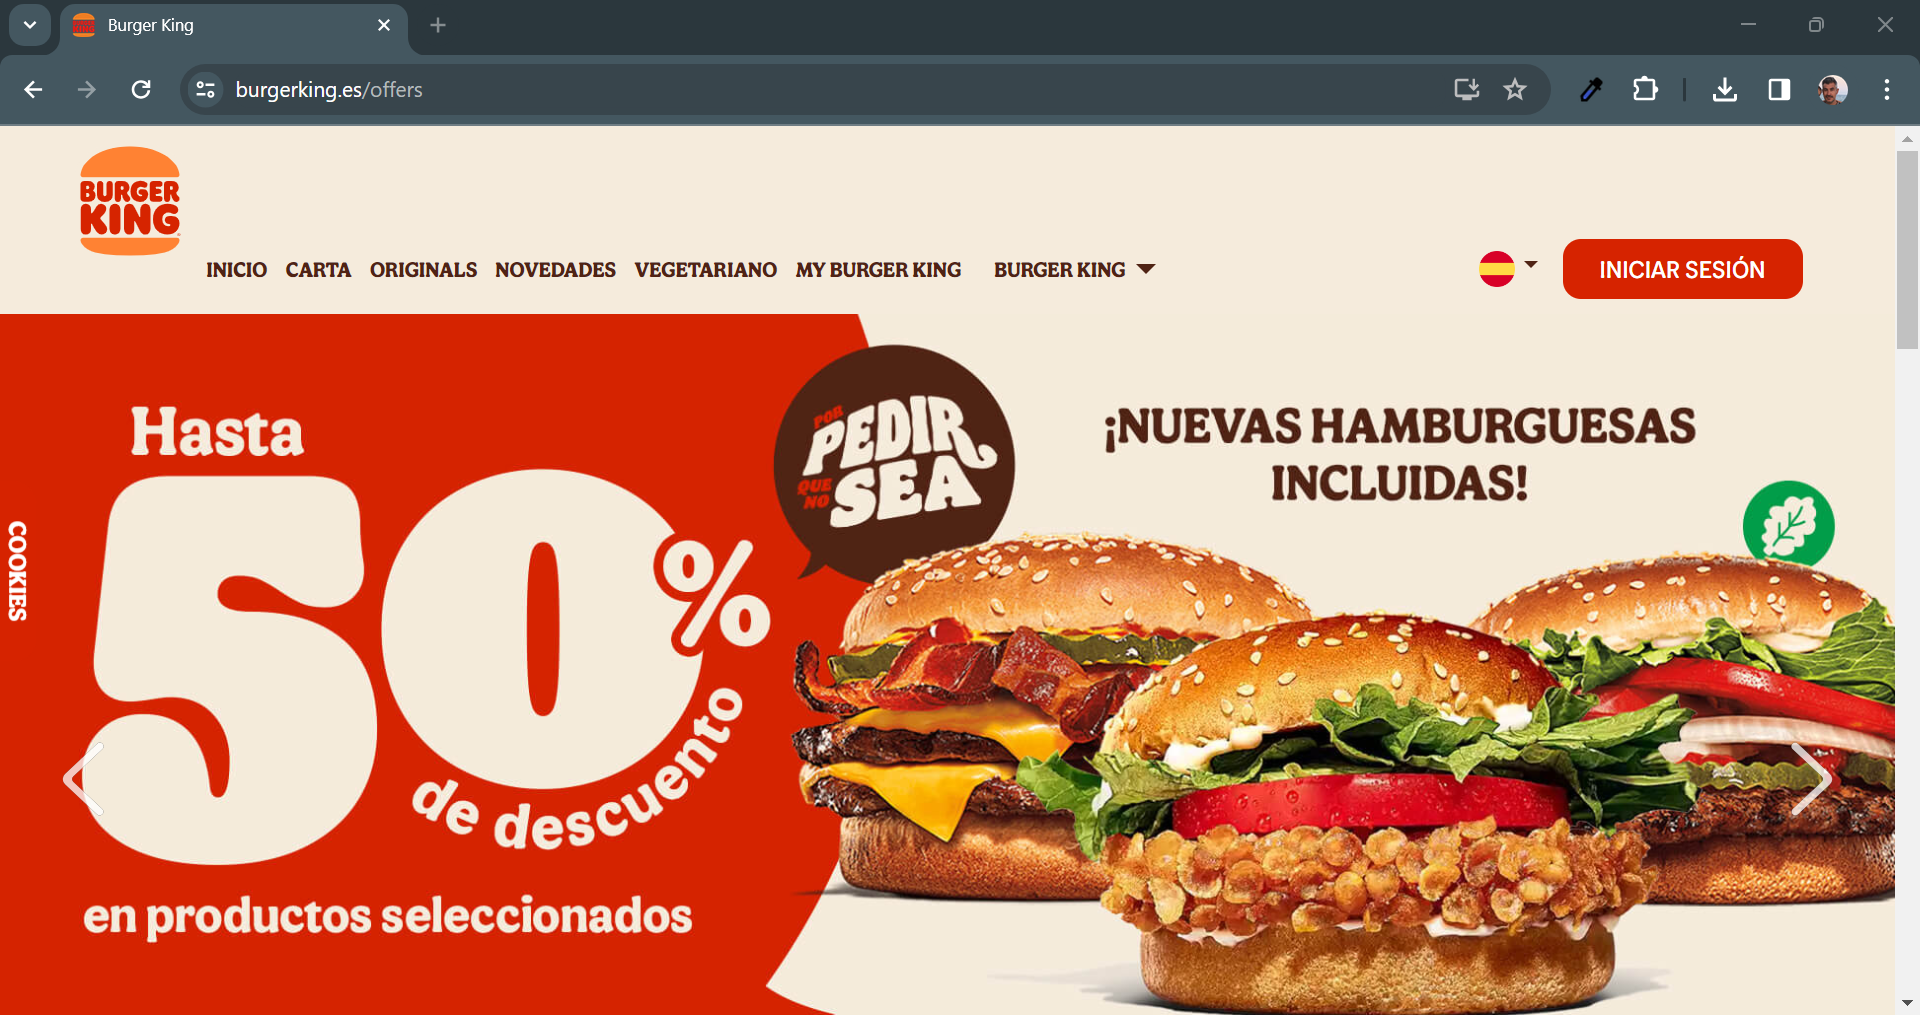 Burger King
burgerking.es/offers
BURGER
KING
INICIO CARTA ORIGINALS NOVEDADES VEGETARIANO MY BURGER KING BURGER KING
INICIAR SESIÓN
Hasta
50%
de descuento
en productos seleccionados
POR
PEDIR
QUE
NO
SEA
¡NUEVAS HAMBURGUESAS
INCLUIDAS!
COOKIES